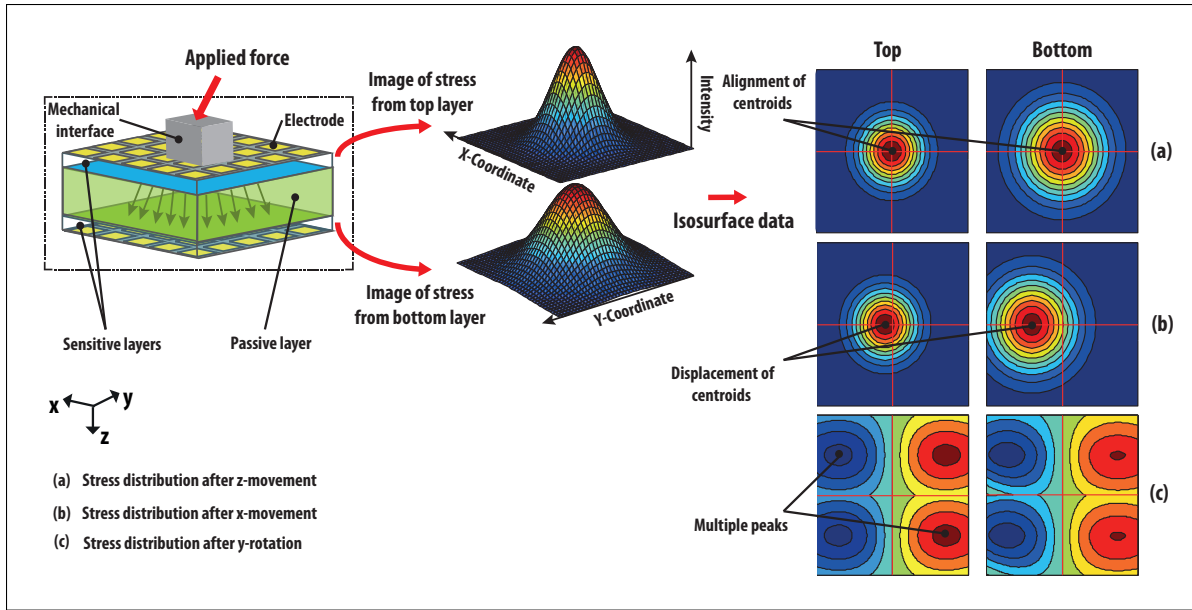 Applied force
Mechanical
interface
Electrode
Sensitive layers
Passive layer
x
y
z
Image of stress
from top layer
Image of stress
from bottom layer
Intensity
X-Coordinate
Y-Coordinate
Isosurface data
Top
Bottom
Alignment of
centroids
(a)
Displacement of
centroids
(b)
Multiple peaks
(c)
(a) Stress distribution after z-movement
(b) Stress distribution after x-movement
(c) Stress distribution after y-rotation